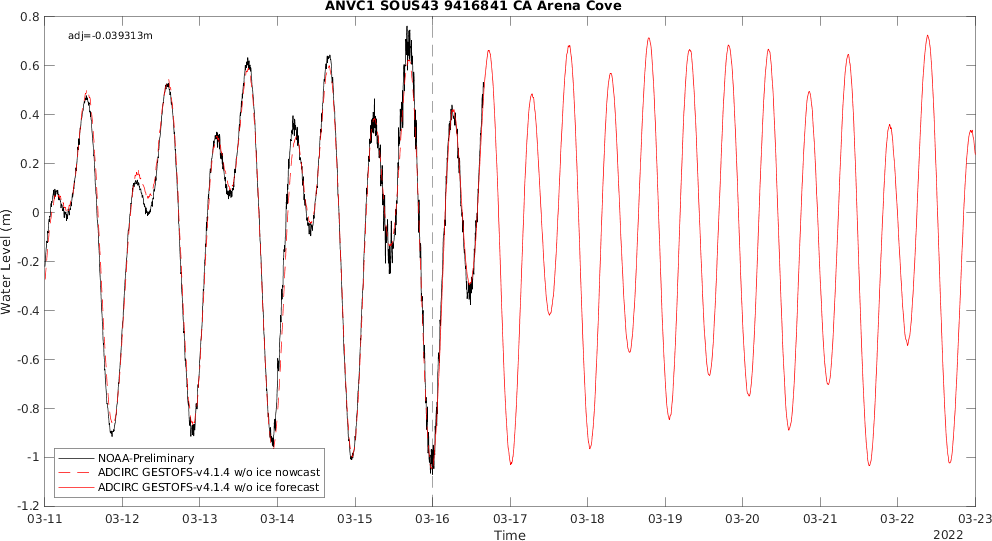 ANVC1 SOUS43 9416841 CA Arena Cove
adj=-0.039313m
0.8
0.6
0.4
0.2
0
-0.2
-0.4
-0.6
-0.8
-1
-1.2
Water Level (m)
NOAA-Preliminary
ADCIRC GESTOFS-v4.1.4 w/o ice nowcast
ADCIRC GESTOFS-v4.1.4 w/o ice forecast
03-11 03-12 03-13 03-14 03-15 03-16 03-17 03-18 03-19 03-20 03-21 03-22 03-23
Time
2022